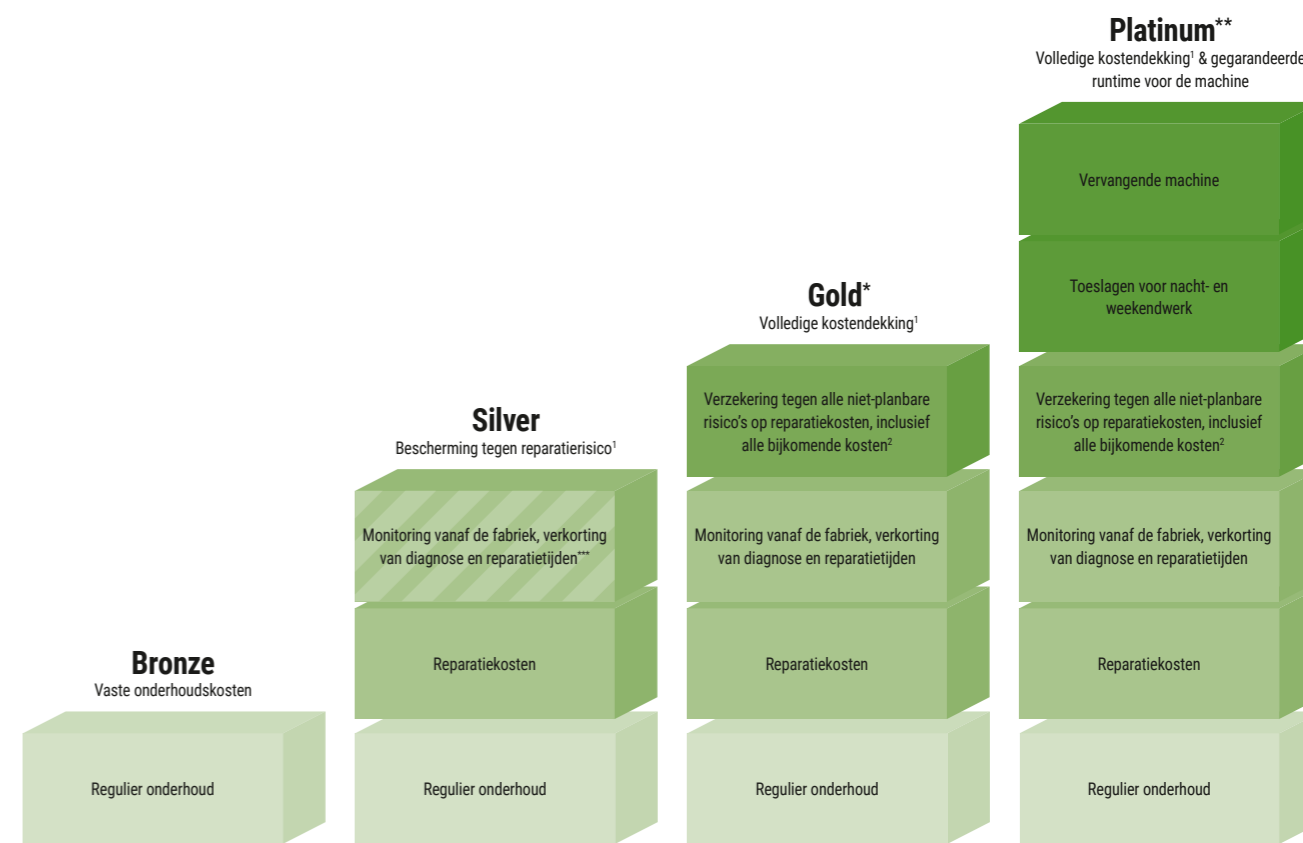 Platinum**
Volledige kostendekking¹ & gegarandeerde
runtime voor de machine
Vervangende machine
Toeslagen voor nacht- en
weekendwerk
Verzekering tegen alle niet-planbare
risico's op reparatiekosten, inclusief
alle bijkomende kosten²
Monitoring vanaf de fabriek, verkorting
van diagnose en reparatietijden
Reparatiekosten
Regulier onderhoud
Gold*
Volledige kostendekking¹
Verzekering tegen alle niet-planbare
risico's op reparatiekosten, inclusief
alle bijkomende kosten²
Monitoring vanaf de fabriek, verkorting
van diagnose en reparatietijden
Reparatiekosten
Regulier onderhoud
Silver
Bescherming tegen reparatierisico¹
Monitoring vanaf de fabriek, verkorting
van diagnose en reparatietijden***
Reparatiekosten
Regulier onderhoud
Bronze
Vaste onderhoudskosten
Regulier onderhoud